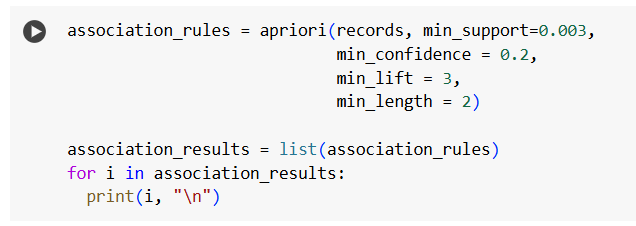 association_rules = apriori(records, min_support=0.003,
min_confidence = 0.2,
min_lift = 3,
min_length = 2)
association_results = list(association_rules)
for i in association_results:
print(i, "\n")